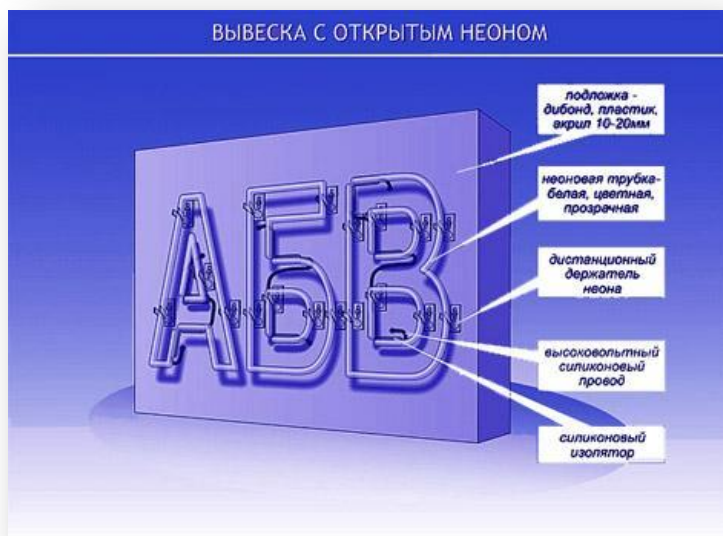 ВЫВЕСКА С ОТКРЫТЫМ НЕОНОМ
подложка -
дибонд, пластик,
акрил 10-20мм
неоновая трубка-
белая, цветная,
прозрачная
АБВ
дистанционный
держатель
неона
высоковольтный
силиконовый
провод
силиконовый
изолятор